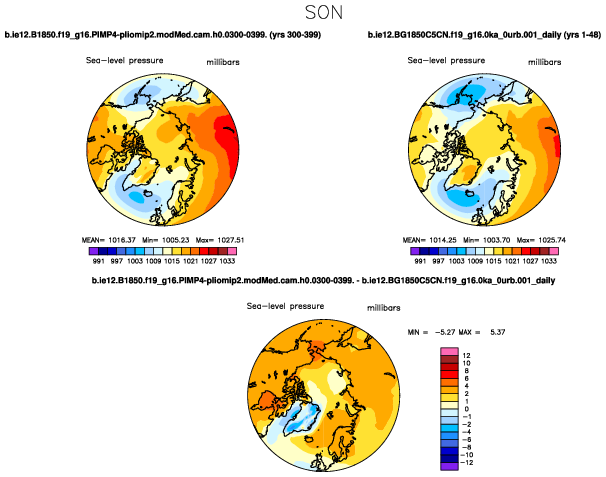 SON
b.ie12.B1850.f19_g16.PIMP4-pliomip2.modMed.cam.h0.0300-0399. (yrs 300-399)
b.ie12.BG1850C5CN.f19_g16.0ka_0urb.001_daily (yrs 1-48)
Sea-level pressure millibars
Sea-level pressure millibars
MEAN= 1016.37 Min= 1005.23 Max= 1027.51
MEAN= 1014.25 Min= 1003.70 Max= 1025.74
991 997 1003 1009 1015 1021 1027 1033
991 997 1003 1009 1015 1021 1027 1033
b.ie12.B1850.f19_g16.PIMP4-pliomip2.modMed.cam.h0.0300-0399. - b.ie12.BG1850C5CN.f19_g16.0ka_0urb.001_daily
Sea-level pressure millibars
MIN = -5.27 MAX = 5.37
12
10
8
6
4
2
1
0
-1
-2
-4
-6
-8
-10
-12